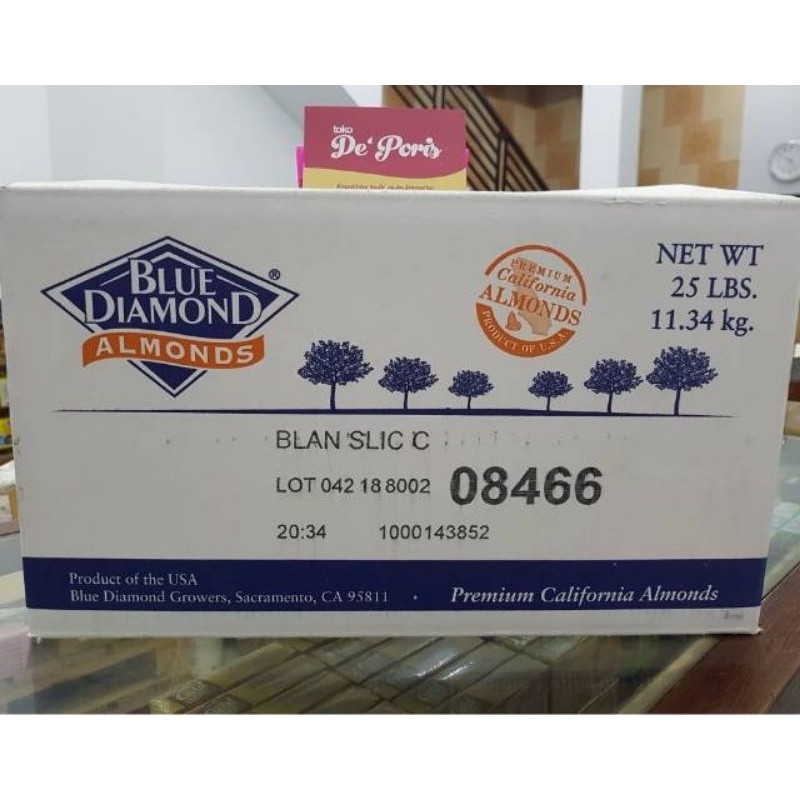 toko
De' Poris
BLUE
DIAMOND®
ALMONDS
PREMIUM
California
ALMONDS
PRODUCT OF U.S.A.
NET WT
25 LBS.
11.34 kg.
BLAN SLIC C
LOT 042 18 8002 08466
20:34 1000143852
Product of the USA
Blue Diamond Growers, Sacramento, CA 95811 • Premium California Almonds